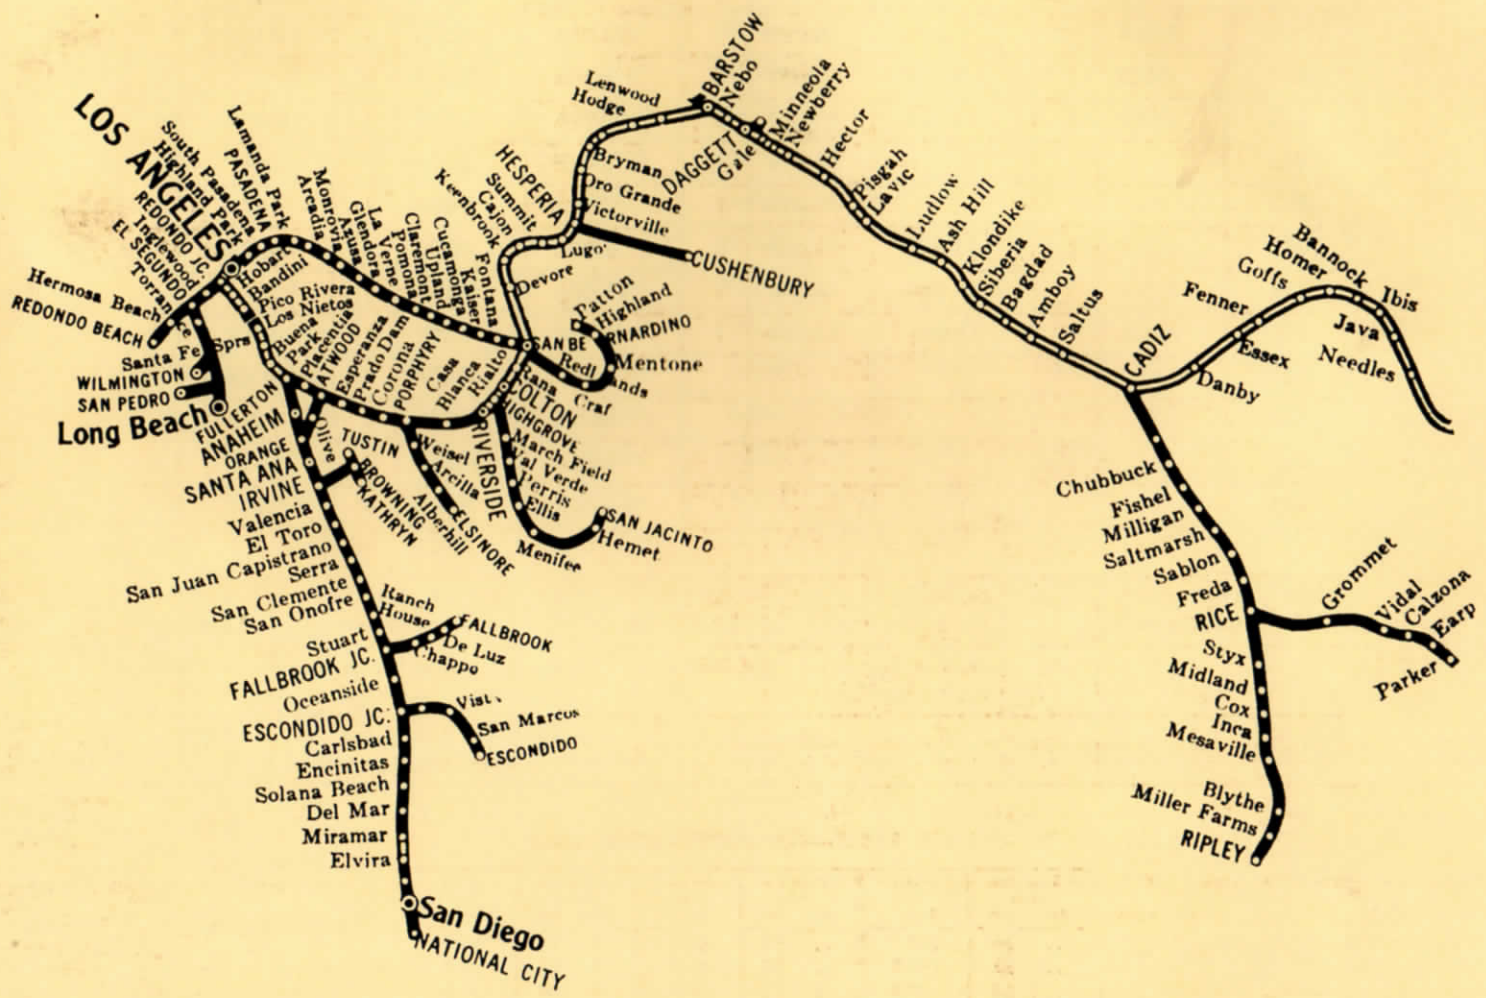 LOS ANGELES
Lamanda Park
PASADENA
South Pasadena
Highland Park
REDONDO JC.
Inglewood
EL SEGUNDO
Torrance
Hermosa Beach
REDONDO BEACH
Santa Fe Sprs
WILMINGTON
SAN PEDRO
Long Beach
Hobart
Bandini
Pico Rivera
Los Nietos
Buena Park
Placentia
ATWOOD
Esperanza
Prado Dam
Corona
PORPHYRY
Casa Blanca
Rialto
Arcadia
Monrovia
Azusa
Glendora
La Verne
Pomona
Claremont
Upland
Cucamonga
Kaiser
Fontana
Keenbrook
Cajon
Summit
HESPERIA
Lugo
Devore
SAN BERNARDINO
Patton
Highland
Mentone
Redlands
Craf
Rana
COLTON
HIGHGROVE
RIVERSIDE
March Field
Val Verde
Perris
Ellis
Menifee
Hemet
SAN JACINTO
Weisel
Arcilla
Alberhill
ELSINORE
FULLERTON
ANAHEIM
ORANGE
Olive
SANTA ANA
IRVINE
TUSTIN
BROWNING
KATHRYN
Valencia
El Toro
San Juan Capistrano
Serra
San Clemente
San Onofre
Stuart
FALLBROOK JC.
Ranch House
Chappo
De Luz
FALLBROOK
Oceanside
ESCONDIDO JC.
San Marcos
ESCONDIDO
Carlsbad
Encinitas
Solana Beach
Del Mar
Miramar
Elvira
San Diego
NATIONAL CITY
Victorville
Oro Grande
Bryman
CUSHENBURY
Hodge
Lenwood
BARSTOW
Nebo
DAGGETT
Gale
Minneola
Newberry
Hector
Pisgah
Lavic
Ludlow
Ash Hill
Klondike
Siberia
Bagdad
Amboy
Saltus
CADIZ
Danby
Essex
Fenner
Goffs
Homer
Bannock
Ibis
Java
Needles
Chubbuck
Fishel
Milligan
Saltmarsh
Sablon
Freda
RICE
Grommet
Vidal
Calzona
Earp
Parker
Styx
Midland
Cox
Inca
Mesaville
Blythe
Miller Farms
RIPLEY